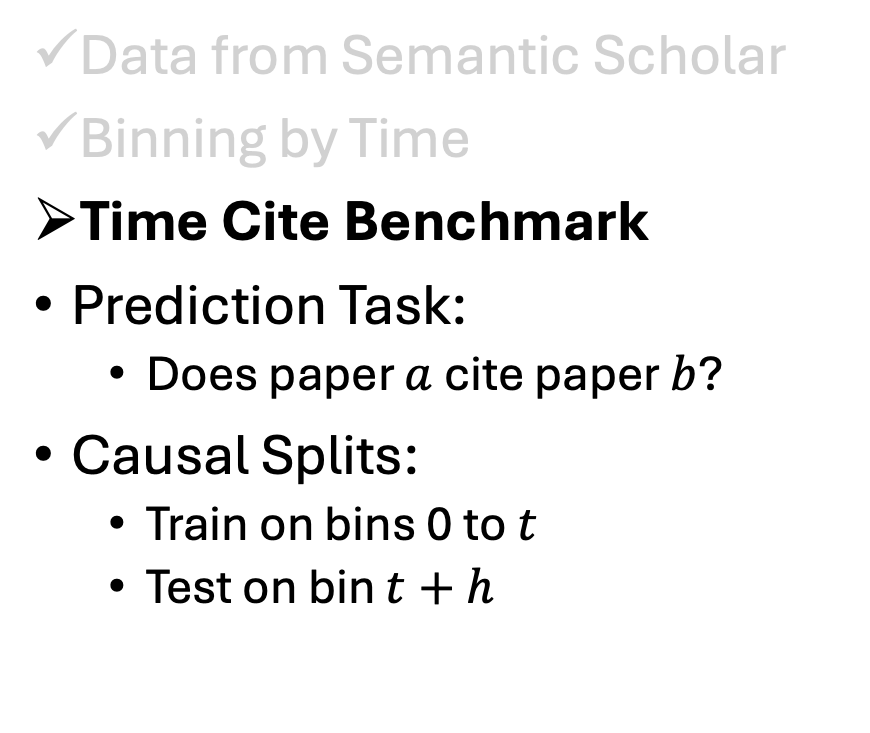 ✓Data from Semantic Scholar
✓Binning by Time
➢Time Cite Benchmark
• Prediction Task:
• Does paper a cite paper b?
• Causal Splits:
• Train on bins 0 to t
• Test on bin t + h